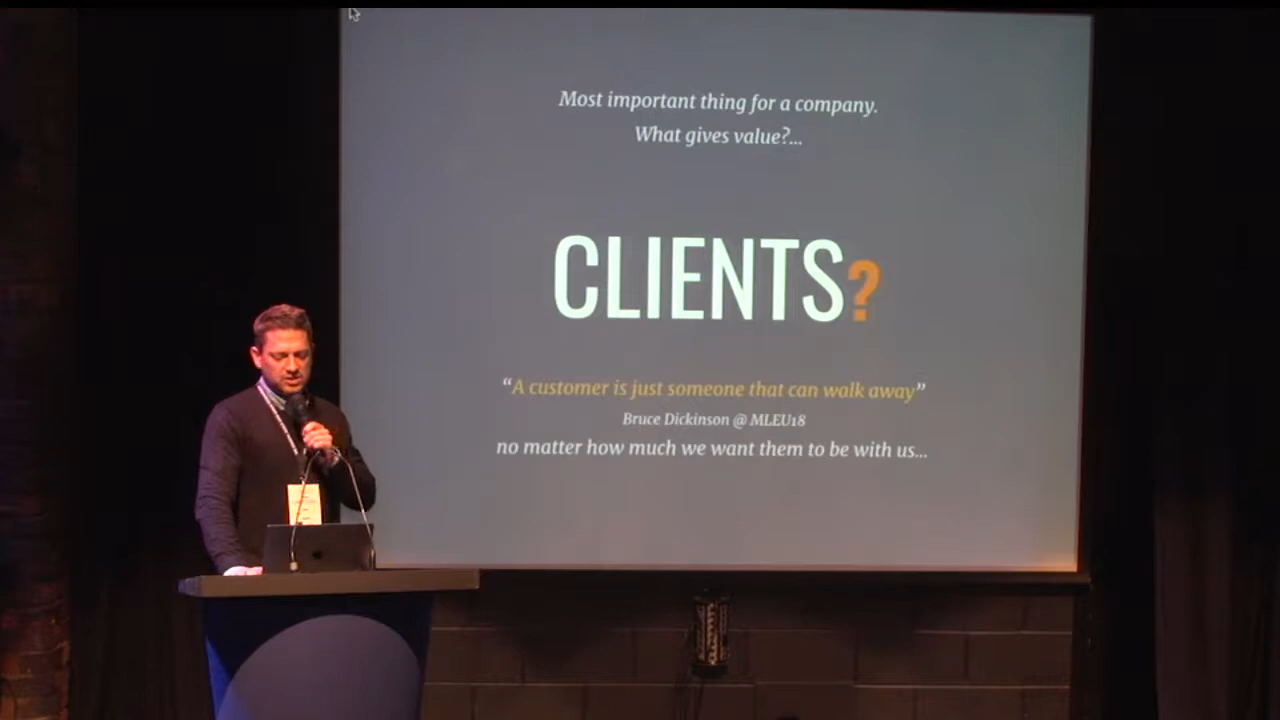 Most important thing for a company.
What gives value?...
CLIENTS?
“A customer is just someone that can walk away”
Bruce Dickinson @ MLEU18
no matter how much we want them to be with us...